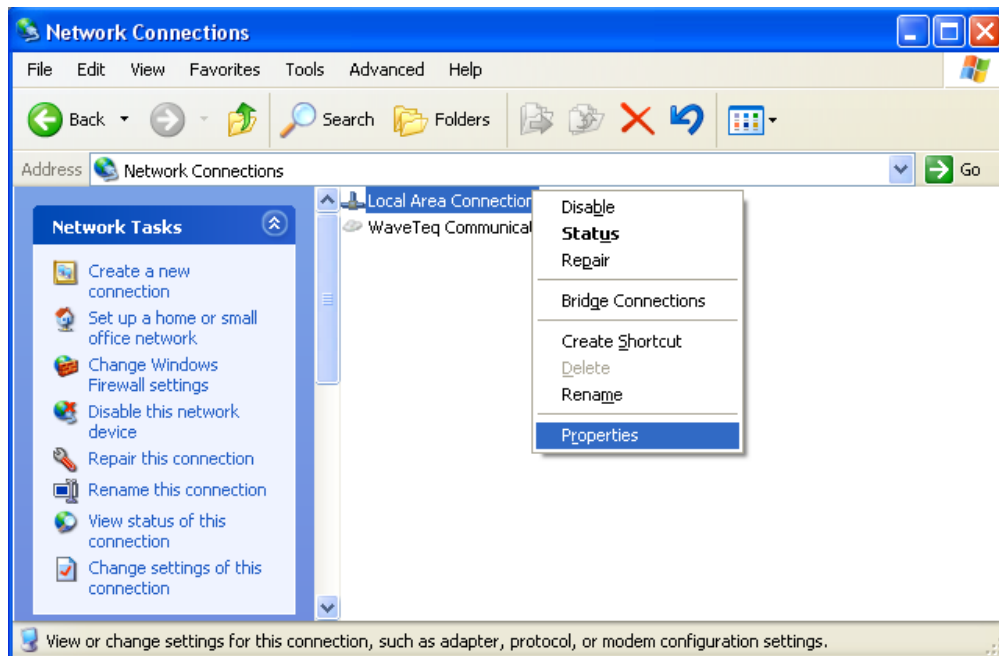 Network Connections
File Edit View Favorites Tools Advanced Help
Back Search Folders
Address Network Connections Go
Network Tasks
Create a new
connection
Set up a home or small
office network
Change Windows
Firewall settings
Disable this network
device
Repair this connection
Rename this connection
View status of this
connection
Change settings of this
connection
Local Area Connection
WaveTeq Communicat
Disable
Status
Repair
Bridge Connections
Create Shortcut
Delete
Rename
Properties
View or change settings for this connection, such as adapter, protocol, or modem configuration settings.